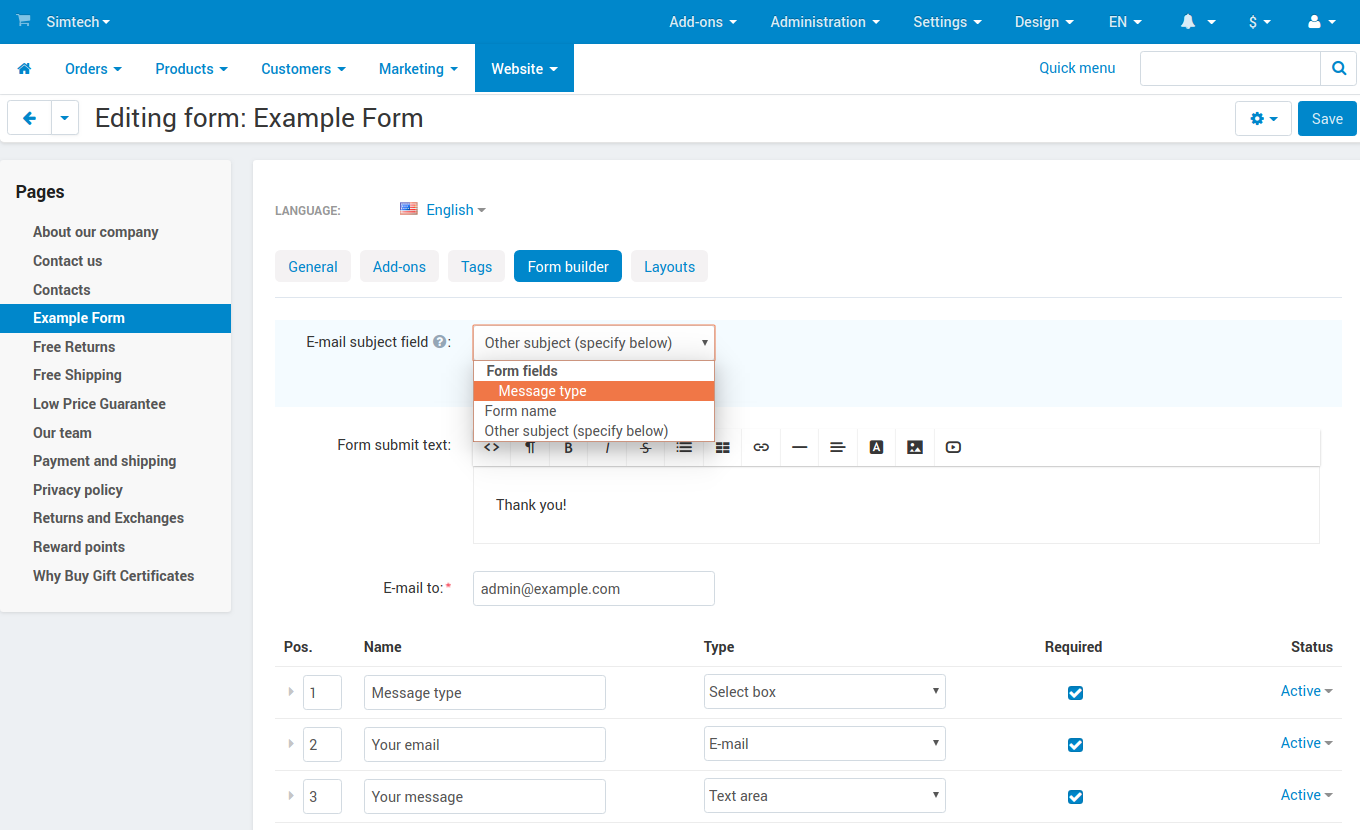 Simtech Add-ons Administration Settings Design EN $
Orders Products Customers Marketing Website Quick menu
Editing form: Example Form Save
Pages
About our company
Contact us
Contacts
Example Form
Free Returns
Free Shipping
Low Price Guarantee
Our team
Payment and shipping
Privacy policy
Returns and Exchanges
Reward points
Why Buy Gift Certificates
LANGUAGE: English
General Add-ons Tags Form builder Layouts
E-mail subject field ?: Other subject (specify below)
Form fields
Message type
Form name
Other subject (specify below)
Form submit text: <> ¶ B I S A
Thank you!
E-mail to:* admin@example.com
Pos. Name Type Required Status
1 Message type Select box Active
2 Your email E-mail Active
3 Your message Text area Active